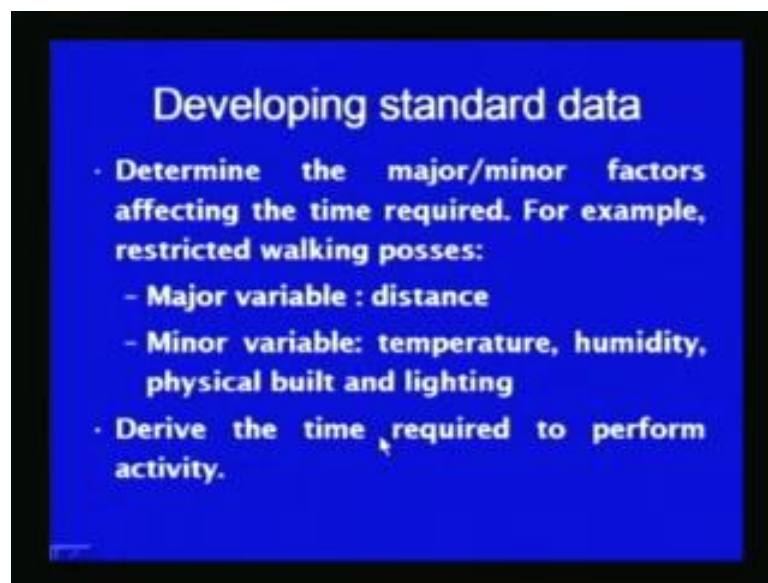 Developing standard data
· Determine the major/minor factors
affecting the time required. For example,
restricted walking posses:
– Major variable : distance
– Minor variable: temperature, humidity,
physical built and lighting
· Derive the time required to perform
activity.